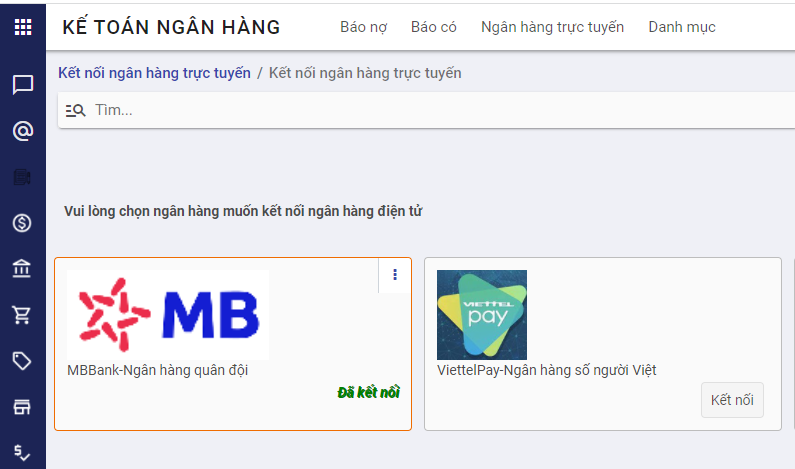 KẾ TOÁN NGÂN HÀNG
Báo nợ Báo có Ngân hàng trực tuyến Danh mục
Kết nối ngân hàng trực tuyến / Kết nối ngân hàng trực tuyến
Tìm...
Vui lòng chọn ngân hàng muốn kết nối ngân hàng điện tử
MB
MBBank-Ngân hàng quân đội
Đã kết nối
VIETTEL
pay
ViettelPay-Ngân hàng số người Việt
Kết nối